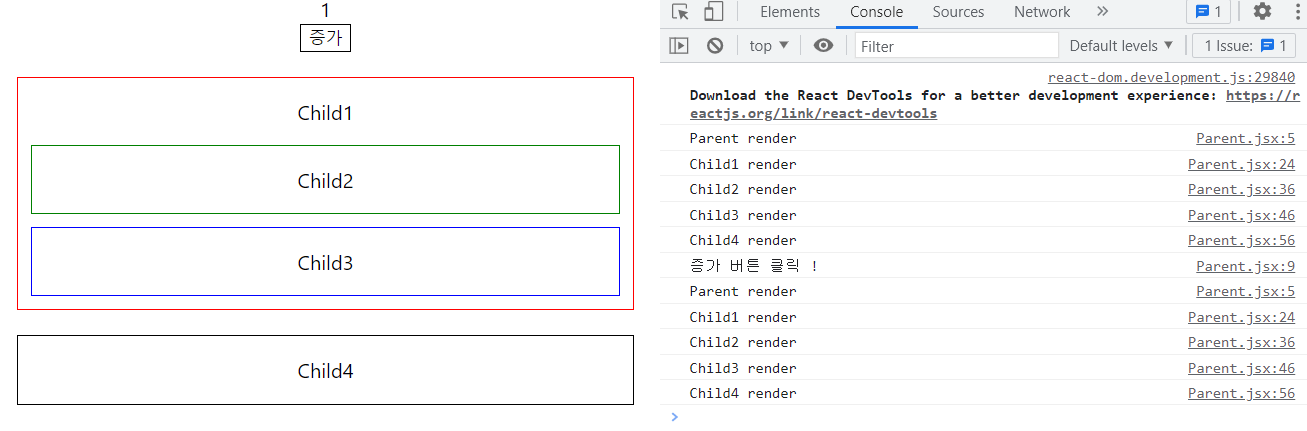 1
증가
Child1
Child2
Child3
Child4
Elements Console Sources Network » 1
top ▼ Filter Default levels ▼ 1 Issue: 1
react-dom.development.js:29840
Download the React DevTools for a better development experience: https://r
eactjs.org/link/react-devtools
Parent render Parent.jsx:5
Child1 render Parent.jsx:24
Child2 render Parent.jsx:36
Child3 render Parent.jsx:46
Child4 render Parent.jsx:56
증가 버튼 클릭 ! Parent.jsx:9
Parent render Parent.jsx:5
Child1 render Parent.jsx:24
Child2 render Parent.jsx:36
Child3 render Parent.jsx:46
Child4 render Parent.jsx:56
>